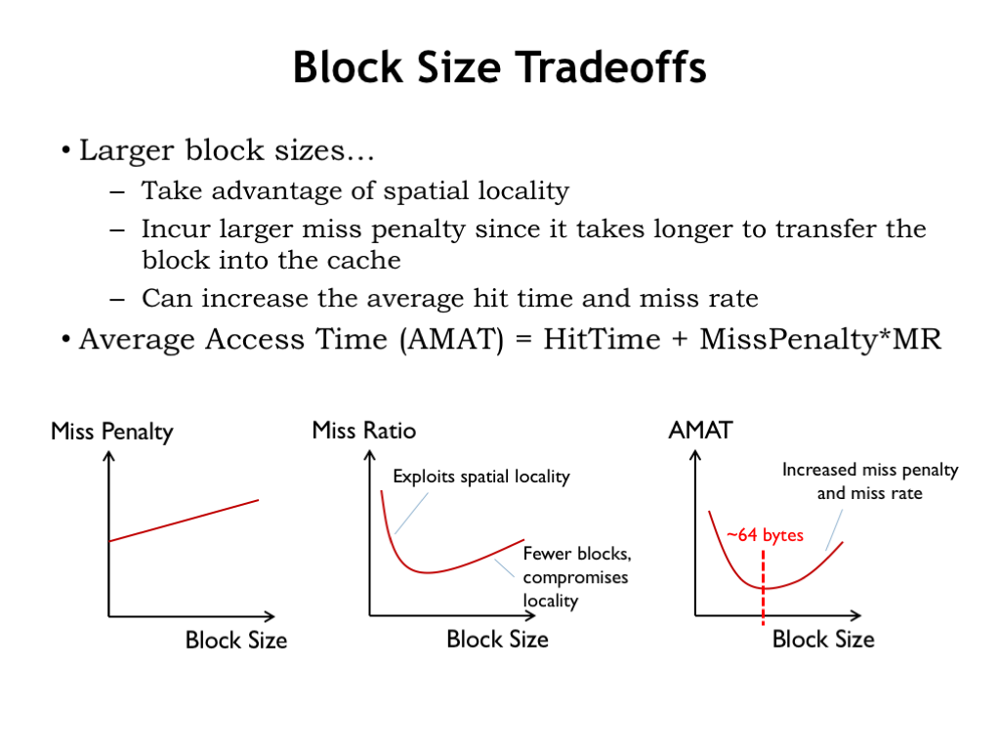 Block Size Tradeoffs
• Larger block sizes…
– Take advantage of spatial locality
– Incur larger miss penalty since it takes longer to transfer the
block into the cache
– Can increase the average hit time and miss rate
• Average Access Time (AMAT) = HitTime + MissPenalty*MR
Miss Penalty
Block Size
Miss Ratio
Exploits spatial locality
Fewer blocks,
compromises
locality
Block Size
AMAT
Increased miss penalty
and miss rate
~64 bytes
Block Size